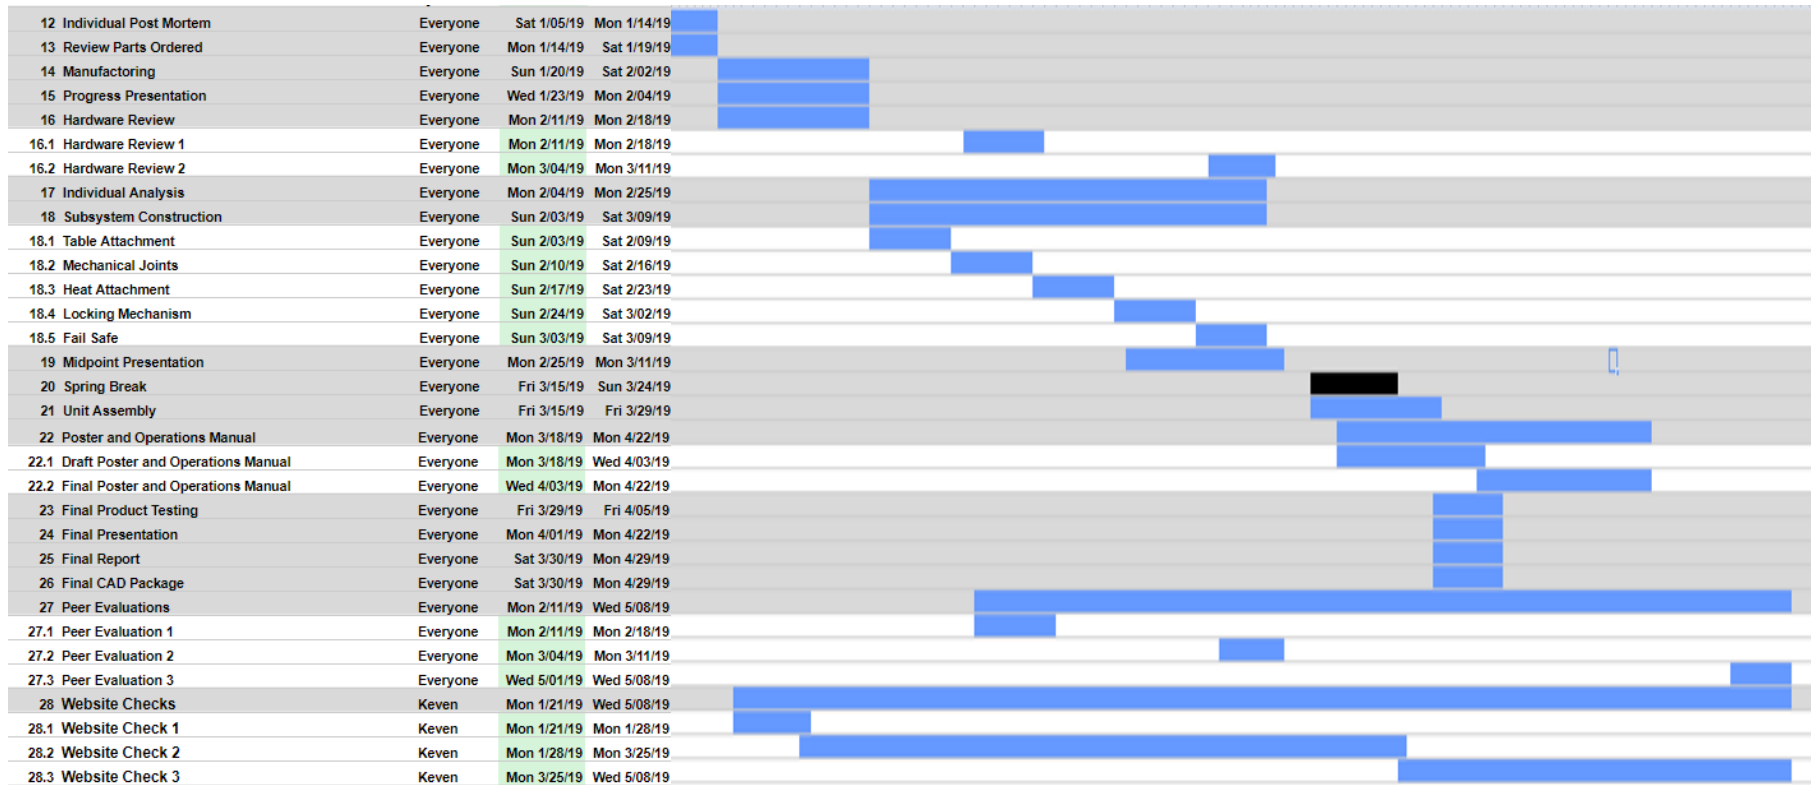 12 Individual Post Mortem Everyone Sat 1/05/19 Mon 1/14/19
13 Review Parts Ordered Everyone Mon 1/14/19 Sat 1/19/19
14 Manufactoring Everyone Sun 1/20/19 Sat 2/02/19
15 Progress Presentation Everyone Wed 1/23/19 Mon 2/04/19
16 Hardware Review Everyone Mon 2/11/19 Mon 2/18/19
16.1 Hardware Review 1 Everyone Mon 2/11/19 Mon 2/18/19
16.2 Hardware Review 2 Everyone Mon 3/04/19 Mon 3/11/19
17 Individual Analysis Everyone Mon 2/04/19 Mon 2/25/19
18 Subsystem Construction Everyone Sun 2/03/19 Sat 3/09/19
18.1 Table Attachment Everyone Sun 2/03/19 Sat 2/09/19
18.2 Mechanical Joints Everyone Sun 2/10/19 Sat 2/16/19
18.3 Heat Attachment Everyone Sun 2/17/19 Sat 2/23/19
18.4 Locking Mechanism Everyone Sun 2/24/19 Sat 3/02/19
18.5 Fail Safe Everyone Sun 3/03/19 Sat 3/09/19
19 Midpoint Presentation Everyone Mon 2/25/19 Mon 3/11/19
20 Spring Break Everyone Fri 3/15/19 Sun 3/24/19
21 Unit Assembly Everyone Fri 3/15/19 Fri 3/29/19
22 Poster and Operations Manual Everyone Mon 3/18/19 Mon 4/22/19
22.1 Draft Poster and Operations Manual Everyone Mon 3/18/19 Wed 4/03/19
22.2 Final Poster and Operations Manual Everyone Wed 4/03/19 Mon 4/22/19
23 Final Product Testing Everyone Fri 3/29/19 Fri 4/05/19
24 Final Presentation Everyone Mon 4/01/19 Mon 4/22/19
25 Final Report Everyone Sat 3/30/19 Mon 4/29/19
26 Final CAD Package Everyone Sat 3/30/19 Mon 4/29/19
27 Peer Evaluations Everyone Mon 2/11/19 Wed 5/08/19
27.1 Peer Evaluation 1 Everyone Mon 2/11/19 Mon 2/18/19
27.2 Peer Evaluation 2 Everyone Mon 3/04/19 Mon 3/11/19
27.3 Peer Evaluation 3 Everyone Wed 5/01/19 Wed 5/08/19
28 Website Checks Keven Mon 1/21/19 Wed 5/08/19
28.1 Website Check 1 Keven Mon 1/21/19 Mon 1/28/19
28.2 Website Check 2 Keven Mon 1/28/19 Mon 3/25/19
28.3 Website Check 3 Keven Mon 3/25/19 Wed 5/08/19